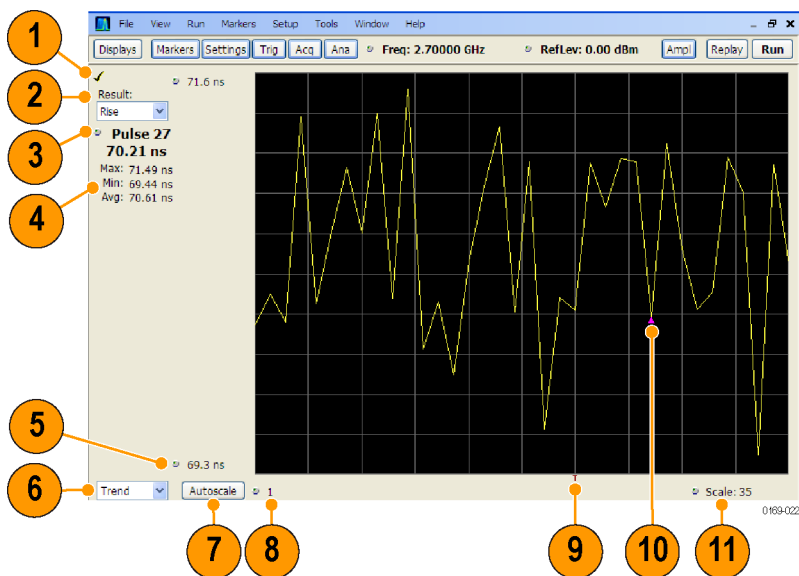 File View Run Markers Setup Tools Window Help
Displays Markers Settings Trig Acq Ana Freq: 2.70000 GHz RefLev: 0.00 dBm Ampl Replay Run
1
71.6 ns
2
Result:
Rise
3
Pulse 27
70.21 ns
4
Max: 71.49 ns
Min: 69.44 ns
Avg: 70.61 ns
5
69.3 ns
6
Trend Autoscale 1 T Scale: 35
0169-022
7 8 9 10 11